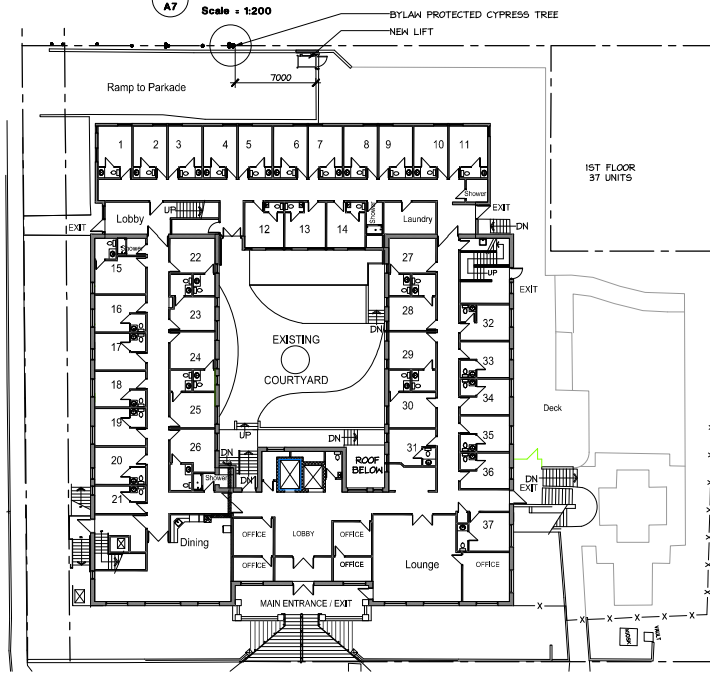 A7
Scale = 1:200
BYLAW PROTECTED CYPRESS TREE
NEW LIFT
7000
Ramp to Parkade
1 2 3 4 5 6 7 8 9 10 11
1ST FLOOR
37 UNITS
Shower
Lobby
UP
12 13 14
Shower
Laundry
EXIT
EXIT
DN
15
22
27
UP
EXIT
16
23
28
32
DN
17
24
EXISTING
COURTYARD
29
33
18
34
25
30
Deck
19
35
26
UP
DN
31
20
DN
ROOF
BELOW
36
Shower
DN
DN
EXIT
21
37
Dining
OFFICE
LOBBY
OFFICE
OFFICE
OFFICE
Lounge
OFFICE
MAIN ENTRANCE / EXIT
KIOSK
VAULT